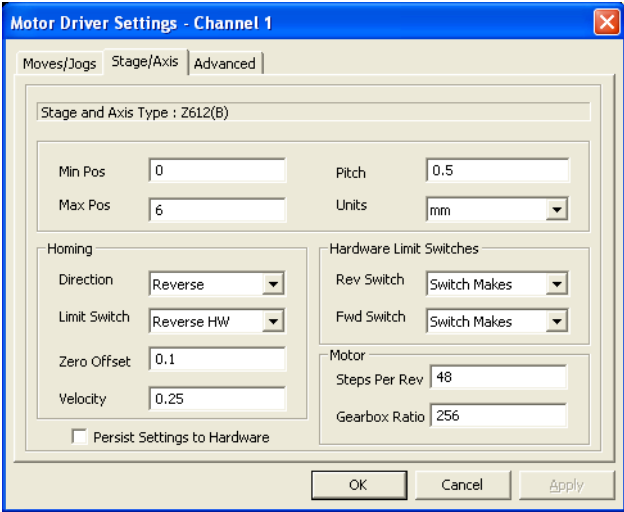 Motor Driver Settings - Channel 1
Moves/Jogs Stage/Axis Advanced
Stage and Axis Type : Z612(B)
Min Pos 0 Pitch 0.5
Max Pos 6 Units mm
Homing Hardware Limit Switches
Direction Reverse Rev Switch Switch Makes
Limit Switch Reverse HW Fwd Switch Switch Makes
Zero Offset 0.1 Motor
Steps Per Rev 48
Velocity 0.25 Gearbox Ratio 256
Persist Settings to Hardware
OK Cancel Apply